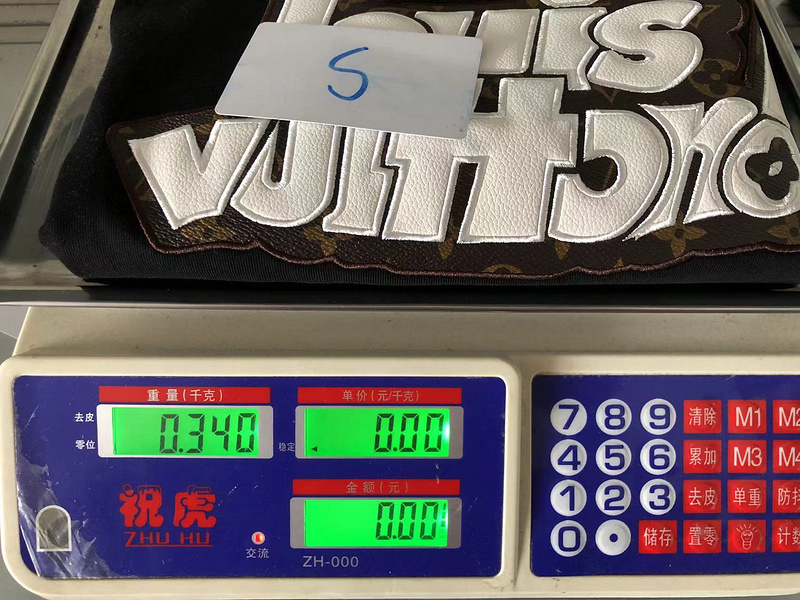 Louis
S
vuitton
重量(千克)
单价(元/千克)
去皮
零位
0.340
稳定
0.00
金额(元)
0.00
祝虎
ZHU HU
交流
ZH-000
7 8 9 清除 M1
4 5 6 累加 M3
1 2 3 去皮 单重
0 . 储存 置零